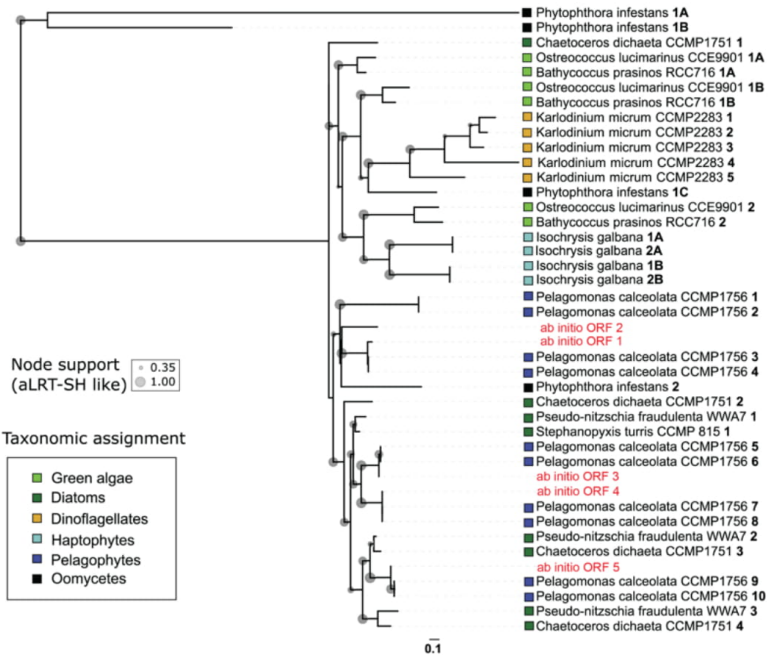 Phytophthora infestans 1A
Phytophthora infestans 1B
Chaetoceros dichaeta CCMP1751 1
Ostreococcus lucimarinus CCE9901 1A
Bathycoccus prasinos RCC716 1A
Ostreococcus lucimarinus CCE9901 1B
Bathycoccus prasinos RCC716 1B
Karlodinium micrum CCMP2283 1
Karlodinium micrum CCMP2283 2
Karlodinium micrum CCMP2283 3
Karlodinium micrum CCMP2283 4
Karlodinium micrum CCMP2283 5
Phytophthora infestans 1C
Ostreococcus lucimarinus CCE9901 2
Bathycoccus prasinos RCC716 2
Isochrysis galbana 1A
Isochrysis galbana 2A
Isochrysis galbana 1B
Isochrysis galbana 2B
Pelagomonas calceolata CCMP1756 1
Pelagomonas calceolata CCMP1756 2
ab initio ORF 2
ab initio ORF 1
Pelagomonas calceolata CCMP1756 3
Pelagomonas calceolata CCMP1756 4
Phytophthora infestans 2
Chaetoceros dichaeta CCMP1751 2
Pseudo-nitzschia fraudulenta WWA7 1
Stephanopyxis turris CCMP 815 1
Pelagomonas calceolata CCMP1756 5
Pelagomonas calceolata CCMP1756 6
ab initio ORF 3
ab initio ORF 4
Pelagomonas calceolata CCMP1756 7
Pelagomonas calceolata CCMP1756 8
Pseudo-nitzschia fraudulenta WWA7 2
Chaetoceros dichaeta CCMP1751 3
ab initio ORF 5
Pelagomonas calceolata CCMP1756 9
Pelagomonas calceolata CCMP1756 10
Pseudo-nitzschia fraudulenta WWA7 3
Chaetoceros dichaeta CCMP1751 4
Node support
(aLRT-SH like)
0.35
1.00
Taxonomic assignment
Green algae
Diatoms
Dinoflagellates
Haptophytes
Pelagophytes
Oomycetes
0.1